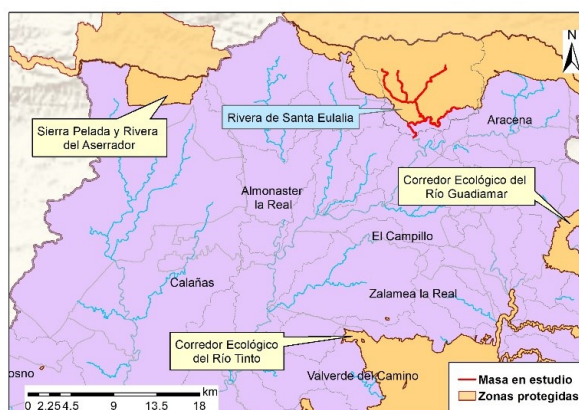 N
Rivera de Santa Eulalia
Aracena
Sierra Pelada y Rivera
del Aserrador
Corredor Ecológico del
Río Guadiamar
Almonaster
la Real
El Campillo
Calañas
Zalamea la Real
Corredor Ecológico
del Río Tinto
osno
Valverde del Camino
km
0 2.25 4.5 9 13.5 18
Masa en estudio
Zonas protegidas